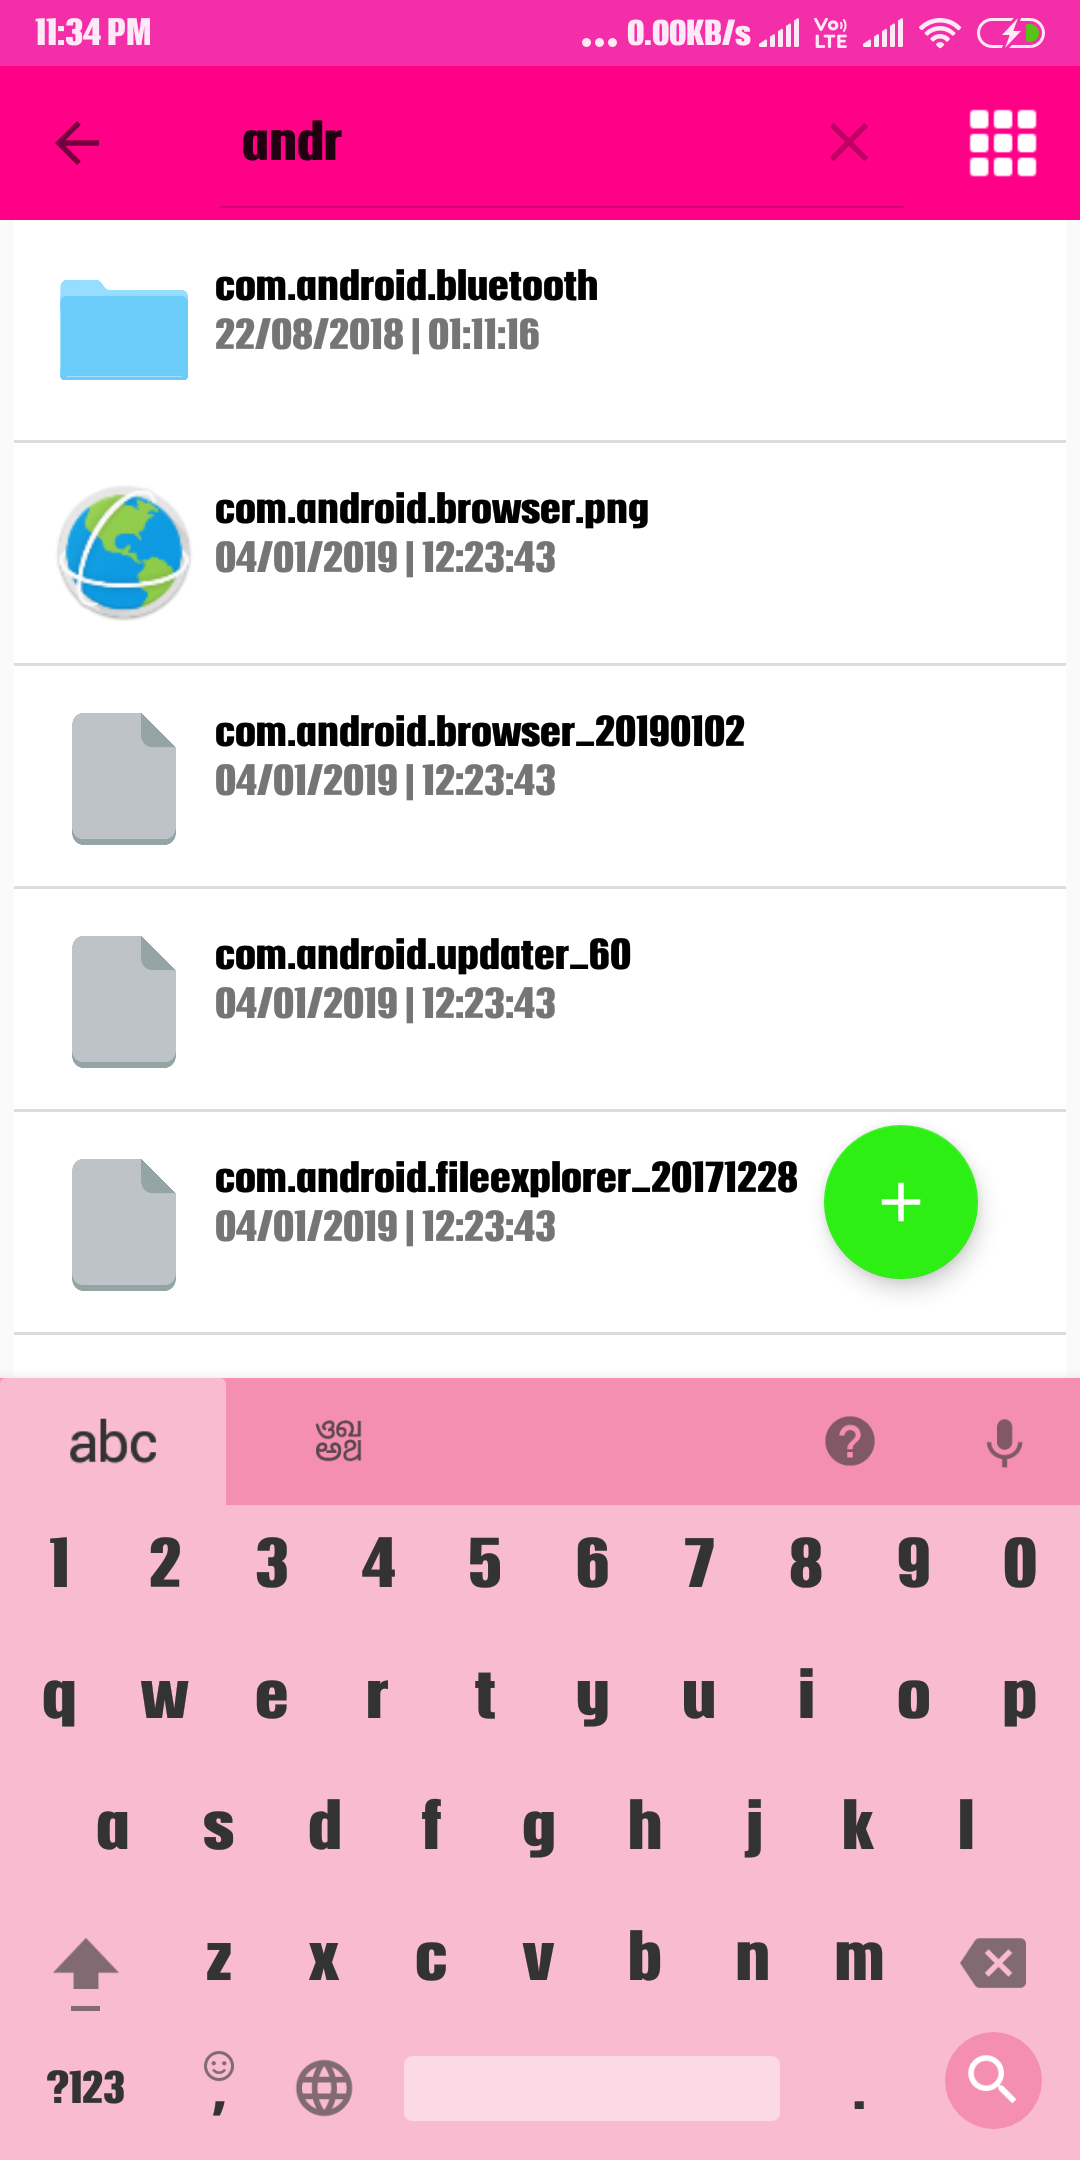 11:34 PM ... 0.00KB/s Vo)) LTE
andr
com.android.bluetooth
22/08/2018 | 01:11:16
com.android.browser.png
04/01/2019 | 12:23:43
com.android.browser_20190102
04/01/2019 | 12:23:43
com.android.updater_60
04/01/2019 | 12:23:43
com.android.fileexplorer_20171228
04/01/2019 | 12:23:43
abc
1 2 3 4 5 6 7 8 9 0
q w e r t y u i o p
a s d f g h j k l
z x c v b n m
?123 , .